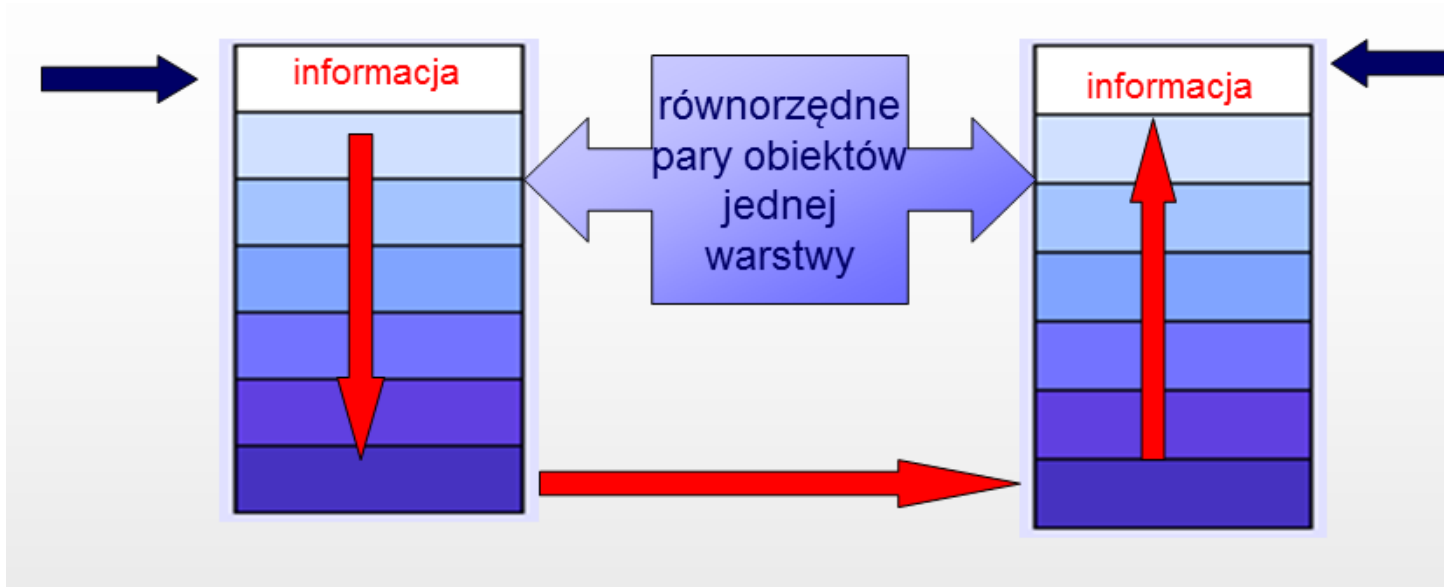 informacja
równorzędne
pary obiektów
jednej
warstwy
informacja